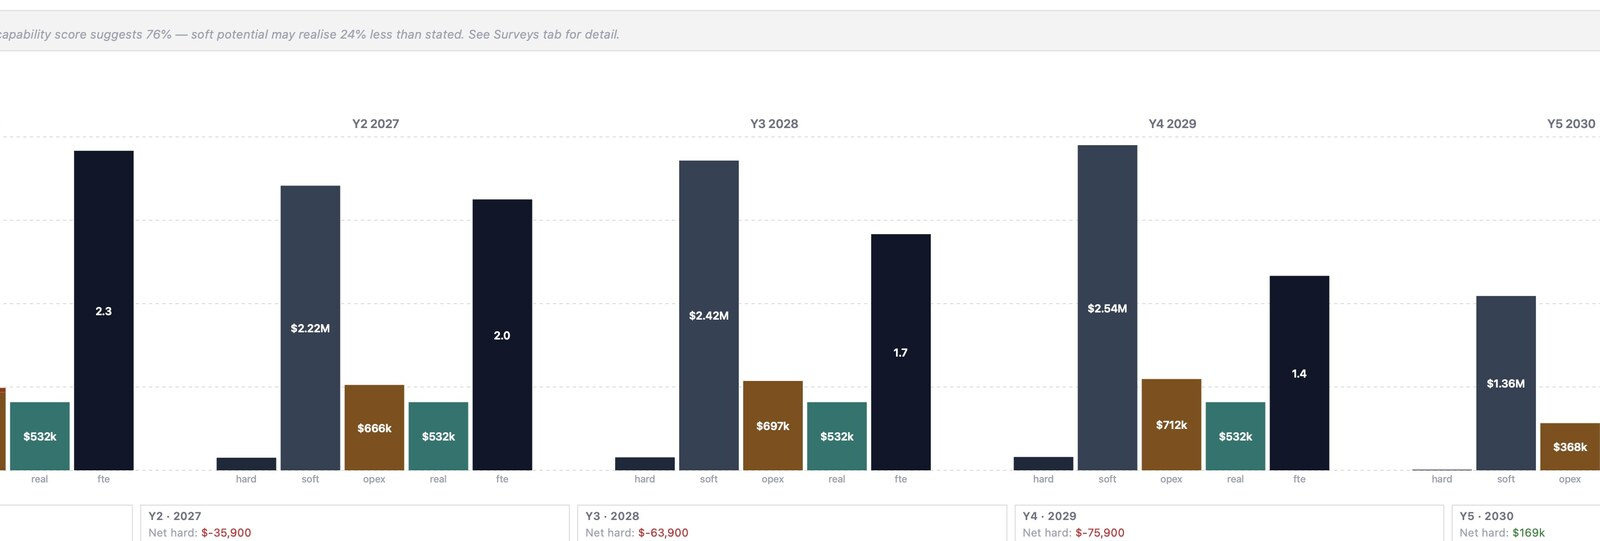 capability score suggests 76% — soft potential may realise 24% less than stated. See Surveys tab for detail.
Y2 2027 Y3 2028 Y4 2029 Y5 2030
2.3
$2.22M
2.0
$2.42M
1.7
$2.54M
1.4
$1.36M
$532k $666k $532k $697k $532k $712k $532k $368k
real fte hard soft opex real fte hard soft opex real fte hard soft opex real fte hard soft opex
Y2 · 2027 Y3 · 2028 Y4 · 2029 Y5 · 2030
Net hard: $-35,900 Net hard: $-63,900 Net hard: $-75,900 Net hard: $169k